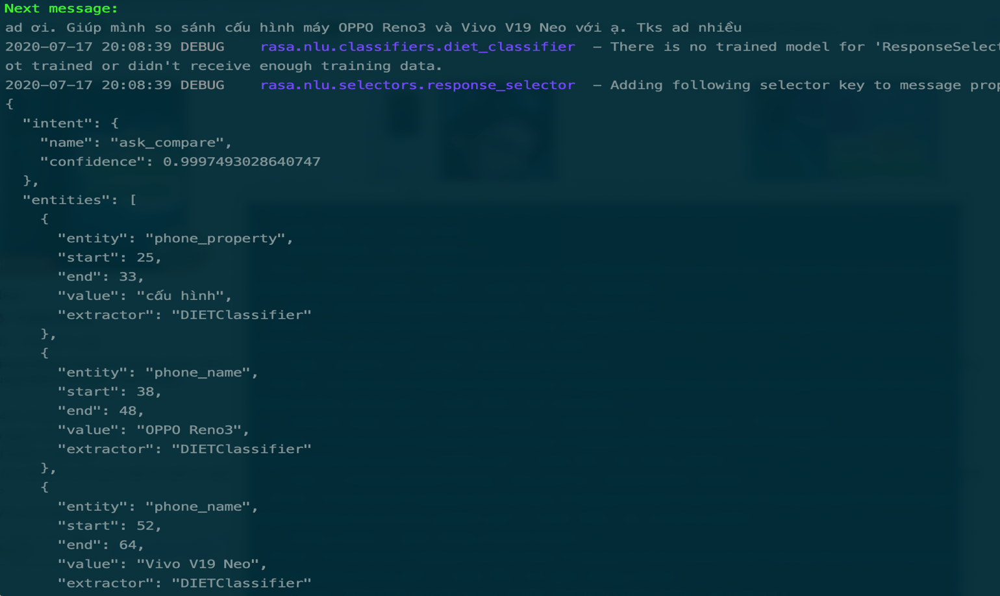 Next message:
ad ơi. Giúp mình so sánh cấu hình máy OPPO Reno3 và Vivo V19 Neo với ạ. Tks ad nhiều
2020-07-17 20:08:39 DEBUG    rasa.nlu.classifiers.diet_classifier  - There is no trained model for 'ResponseSelect
ot trained or didn't receive enough training data.
2020-07-17 20:08:39 DEBUG    rasa.nlu.selectors.response_selector  - Adding following selector key to message prop
{
  "intent": {
    "name": "ask_compare",
    "confidence": 0.9997493028640747
  },
  "entities": [
    {
      "entity": "phone_property",
      "start": 25,
      "end": 33,
      "value": "cấu hình",
      "extractor": "DIETClassifier"
    },
    {
      "entity": "phone_name",
      "start": 38,
      "end": 48,
      "value": "OPPO Reno3",
      "extractor": "DIETClassifier"
    },
    {
      "entity": "phone_name",
      "start": 52,
      "end": 64,
      "value": "Vivo V19 Neo",
      "extractor": "DIETClassifier"